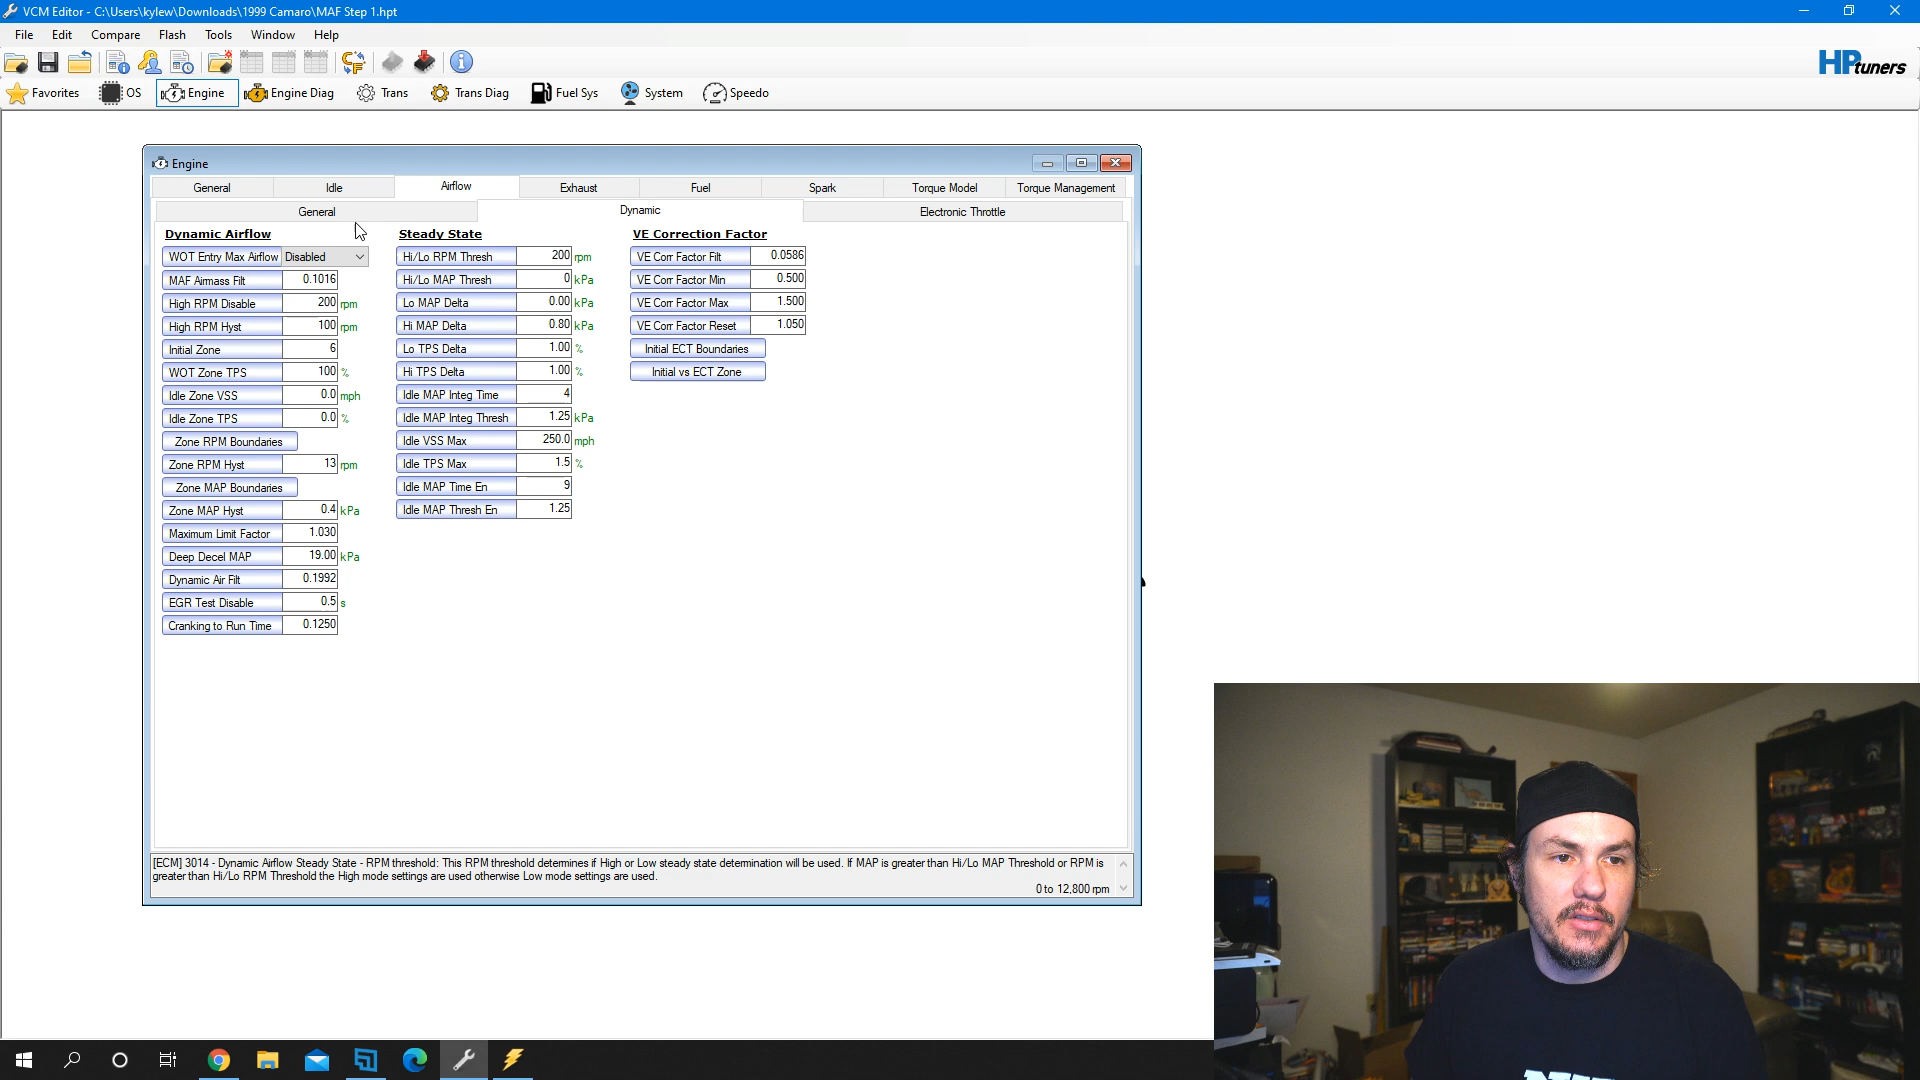 VCM Editor - C:\Users\kylew\Downloads\1999 Camaro\MAF Step 1.hpt
File Edit Compare Flash Tools Window Help
HPtuners
Favorites OS Engine Engine Diag Trans Trans Diag Fuel Sys System Speedo
Engine
General Idle Airflow Exhaust Fuel Spark Torque Model Torque Management
General Dynamic Electronic Throttle
Dynamic Airflow
WOT Entry Max Airflow Disabled
MAF Airmass Filt 0.1016
High RPM Disable 200 rpm
High RPM Hyst 100 rpm
Initial Zone 6
WOT Zone TPS 100 %
Idle Zone VSS 0.0 mph
Idle Zone TPS 0.0 %
Zone RPM Boundaries
Zone RPM Hyst 13 rpm
Zone MAP Boundaries
Zone MAP Hyst 0.4 kPa
Maximum Limit Factor 1.030
Deep Decel MAP 19.00 kPa
Dynamic Air Filt 0.1992
EGR Test Disable 0.5 s
Cranking to Run Time 0.1250
Steady State
Hi/Lo RPM Thresh 200 rpm
Hi/Lo MAP Thresh 0 kPa
Lo MAP Delta 0.00 kPa
Hi MAP Delta 0.80 kPa
Lo TPS Delta 1.00 %
Hi TPS Delta 1.00 %
Idle MAP Integ Time 4
Idle MAP Integ Thresh 1.25 kPa
Idle VSS Max 250.0 mph
Idle TPS Max 1.5 %
Idle MAP Time En 9
Idle MAP Thresh En 1.25
VE Correction Factor
VE Corr Factor Filt 0.0586
VE Corr Factor Min 0.500
VE Corr Factor Max 1.500
VE Corr Factor Reset 1.050
Initial ECT Boundaries
Initial vs ECT Zone
[ECM] 3014 - Dynamic Airflow Steady State - RPM threshold: This RPM threshold determines if High or Low steady state determination will be used. If MAP is greater than Hi/Lo MAP Threshold or RPM is
greater than Hi/Lo RPM Threshold the High mode settings are used otherwise Low mode settings are used.
0 to 12,800 rpm